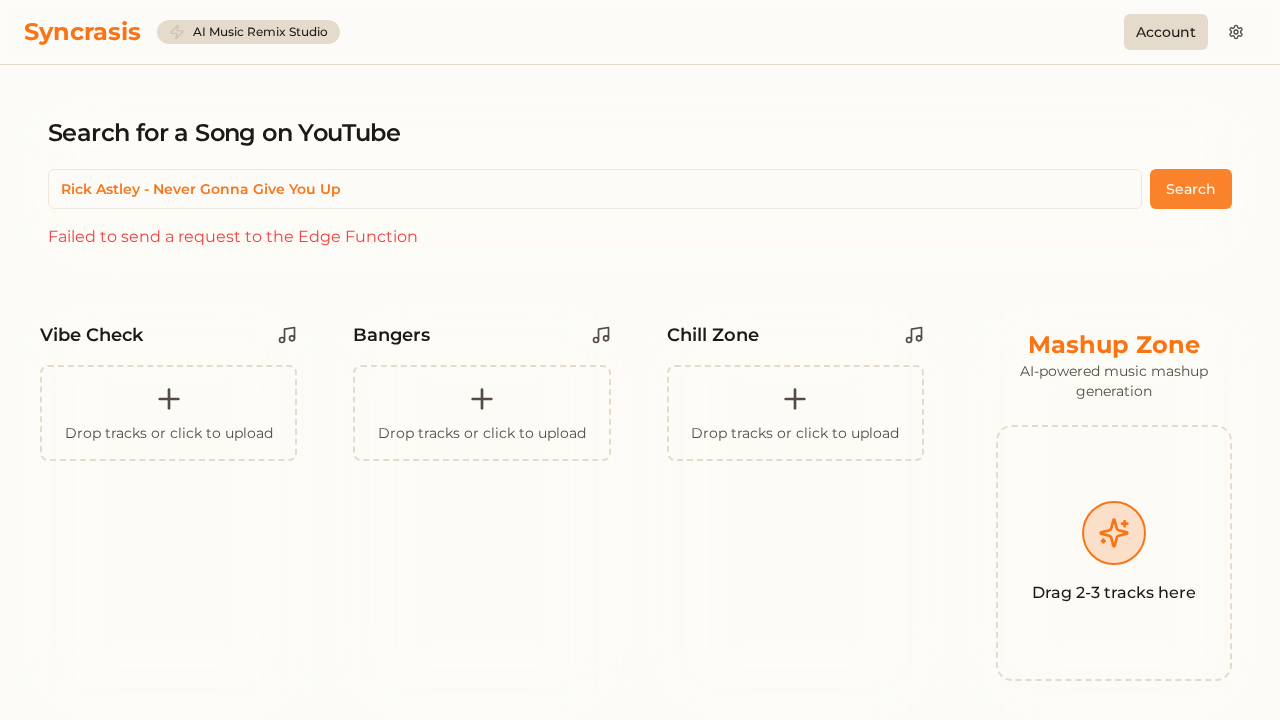 Syncrasis
AI Music Remix Studio
Account
Search for a Song on YouTube
Rick Astley - Never Gonna Give You Up
Search
Failed to send a request to the Edge Function
Vibe Check
Drop tracks or click to upload
Bangers
Drop tracks or click to upload
Chill Zone
Drop tracks or click to upload
Mashup Zone
AI-powered music mashup
generation
Drag 2-3 tracks here